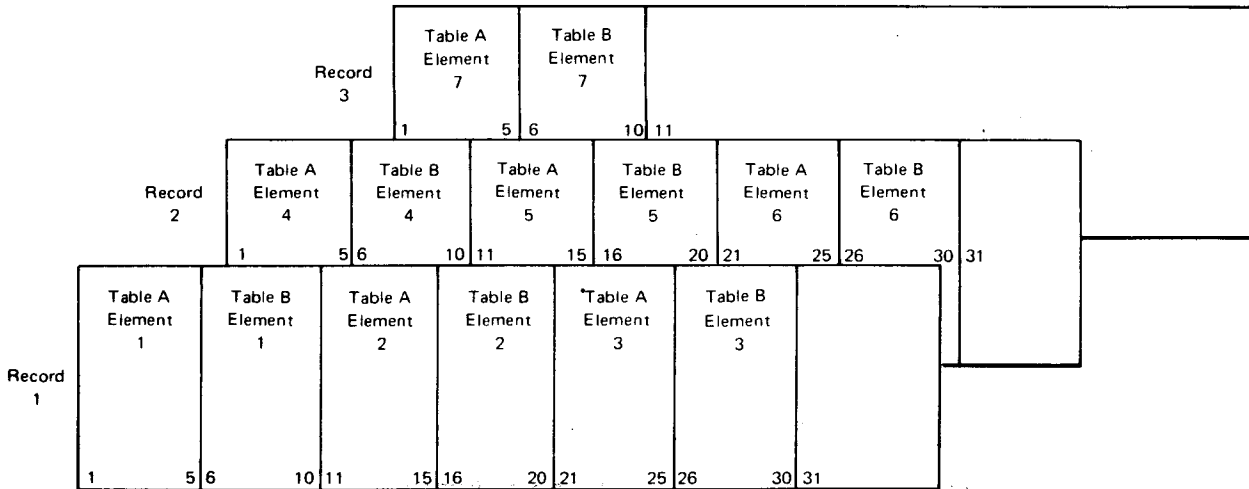 Record
3
Table A
Element
7
Table B
Element
7
1 5 6 10 11
Record
2
Table A
Element
4
Table B
Element
4
Table A
Element
5
Table B
Element
5
Table A
Element
6
Table B
Element
6
1 5 6 10 11 15 16 20 21 25 26 30 31
Record
1
Table A
Element
1
Table B
Element
1
Table A
Element
2
Table B
Element
2
Table A
Element
3
Table B
Element
3
1 5 6 10 11 15 16 20 21 25 26 30 31